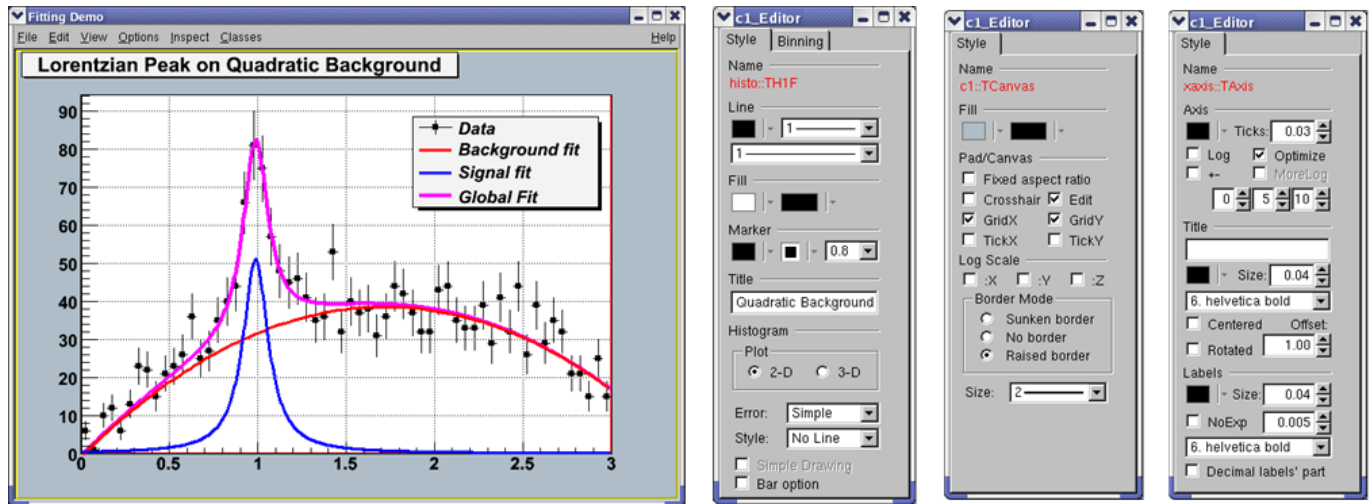 Fitting Demo
File Edit View Options Inspect Classes Help
Lorentzian Peak on Quadratic Background
90
80
70
60
50
40
30
20
10
0
0 0.5 1 1.5 2 2.5 3
Data
Background fit
Signal fit
Global Fit
c1_Editor
Style Binning
Name
histo::TH1F
Line
1
1
Fill
Marker
0.8
Title
Quadratic Background
Histogram
Plot
2-D 3-D
Error: Simple
Style: No Line
Simple Drawing
Bar option
c1_Editor
Style
Name
c1::TCanvas
Fill
Pad/Canvas
Fixed aspect ratio
Crosshair Edit
GridX GridY
TickX TickY
Log Scale
:X :Y :Z
Border Mode
Sunken border
No border
Raised border
Size: 2
c1_Editor
Style
Name
xaxis::TAxis
Axis
Ticks: 0.03
Log Optimize
+- MoreLog
0 5 10
Title
Size: 0.04
6. helvetica bold
Centered Offset:
Rotated 1.00
Labels
Size: 0.04
NoExp 0.005
6. helvetica bold
Decimal labels' part